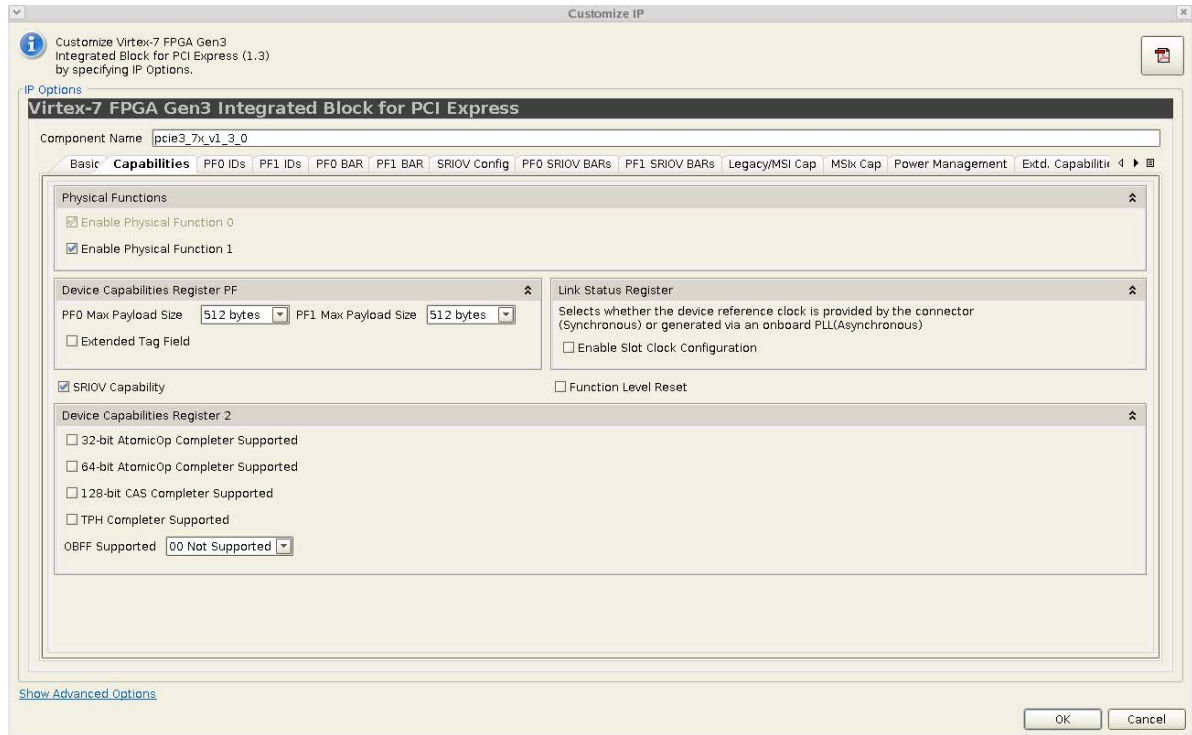 Customize IP
Customize Virtex-7 FPGA Gen3
Integrated Block for PCI Express (1.3)
by specifying IP Options.
IP Options
Virtex-7 FPGA Gen3 Integrated Block for PCI Express
Component Name pcie3_7x_v1_3_0
Basic Capabilities PF0 IDs PF1 IDs PF0 BAR PF1 BAR SRIOV Config PF0 SRIOV BARs PF1 SRIOV BARs Legacy/MSI Cap MSIx Cap Power Management Extd. Capabilitie
Physical Functions
Enable Physical Function 0
Enable Physical Function 1
Device Capabilities Register PF
PF0 Max Payload Size 512 bytes PF1 Max Payload Size 512 bytes
Extended Tag Field
Link Status Register
Selects whether the device reference clock is provided by the connector
(Synchronous) or generated via an onboard PLL(Asynchronous)
Enable Slot Clock Configuration
SRIOV Capability
Function Level Reset
Device Capabilities Register 2
32-bit AtomicOp Completer Supported
64-bit AtomicOp Completer Supported
128-bit CAS Completer Supported
TPH Completer Supported
OBFF Supported 00 Not Supported
Show Advanced Options
OK
Cancel